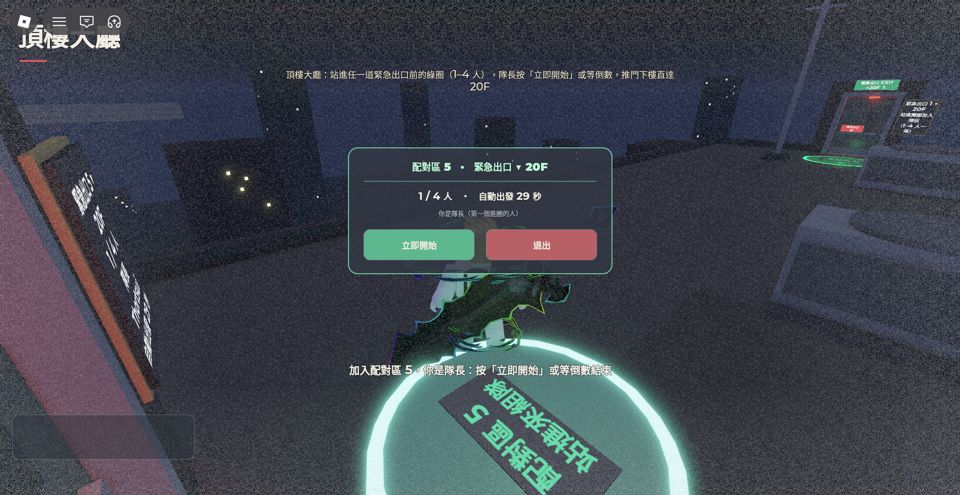 頂樓大廳
頂樓大廳：站進任一道緊急出口前的綠圈（1–4 人），隊長按「立即開始」或等倒數，推門下樓直達
20F
配對區 5 • 緊急出口 ▼ 20F
1 / 4 人 • 自動出發 29 秒
你是隊長（第一個進圈的人）
立即開始
退出
加入配對區 5，你是隊長：按「立即開始」或等倒數結束
配對區 5
站進來組隊